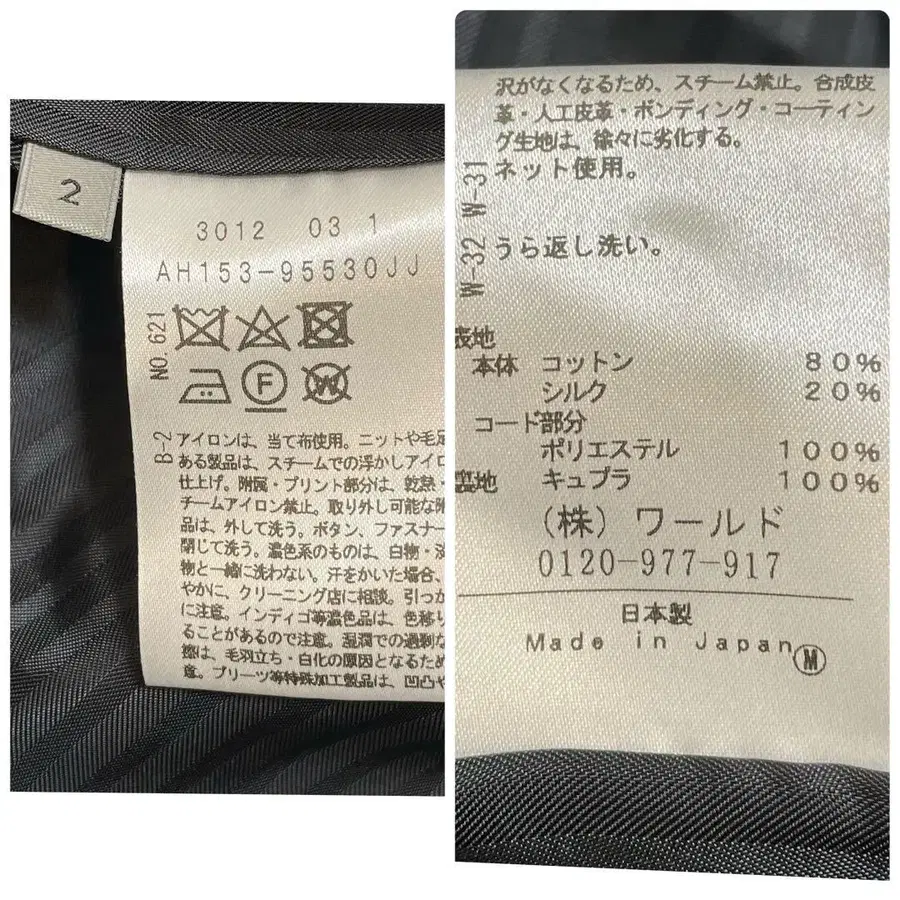 2
3012 03 1
AH153-95530JJ
NO.621
F
W
B-2
アイロンは、当て布使用。ニットや毛足
ある製品は、スチームでの浮かしアイロ
仕上げ。附属・プリント部分は、乾熱・
チームアイロン禁止。取り外し可能な附
品は、外して洗う。ボタン、ファスナー
閉じて洗う。濃色系のものは、白物・淡
物と一緒に洗わない。汗をかいた場合、
やかに、クリーニング店に相談。引っか
に注意。インディゴ等濃色品は、色移り
ることがあるので注意。湿潤での過剰な
擦は、毛羽立ち・白化の原因となるため
意。プリーツ等特殊加工製品は、凹凸や
沢がなくなるため、スチーム禁止。合成皮
革・人工皮革・ボンディング・コーティン
グ生地は、徐々に劣化する。
W-31 ネット使用。
W-32 うら返し洗い。
表地
本体 コットン 80%
シルク 20%
コード部分
ポリエステル 100%
裏地 キュプラ 100%
(株)ワールド
0120-977-917
日本製
Made in Japan M